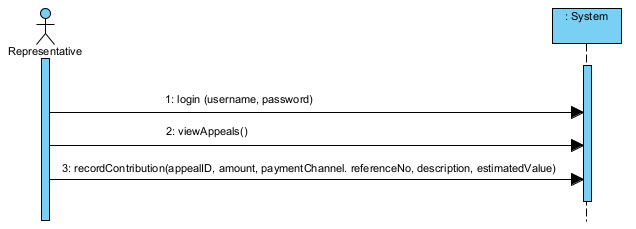 : System
Representative
1: login (username, password)
2: viewAppeals()
3: recordContribution(appealID, amount, paymentChannel. referenceNo, description, estimatedValue)